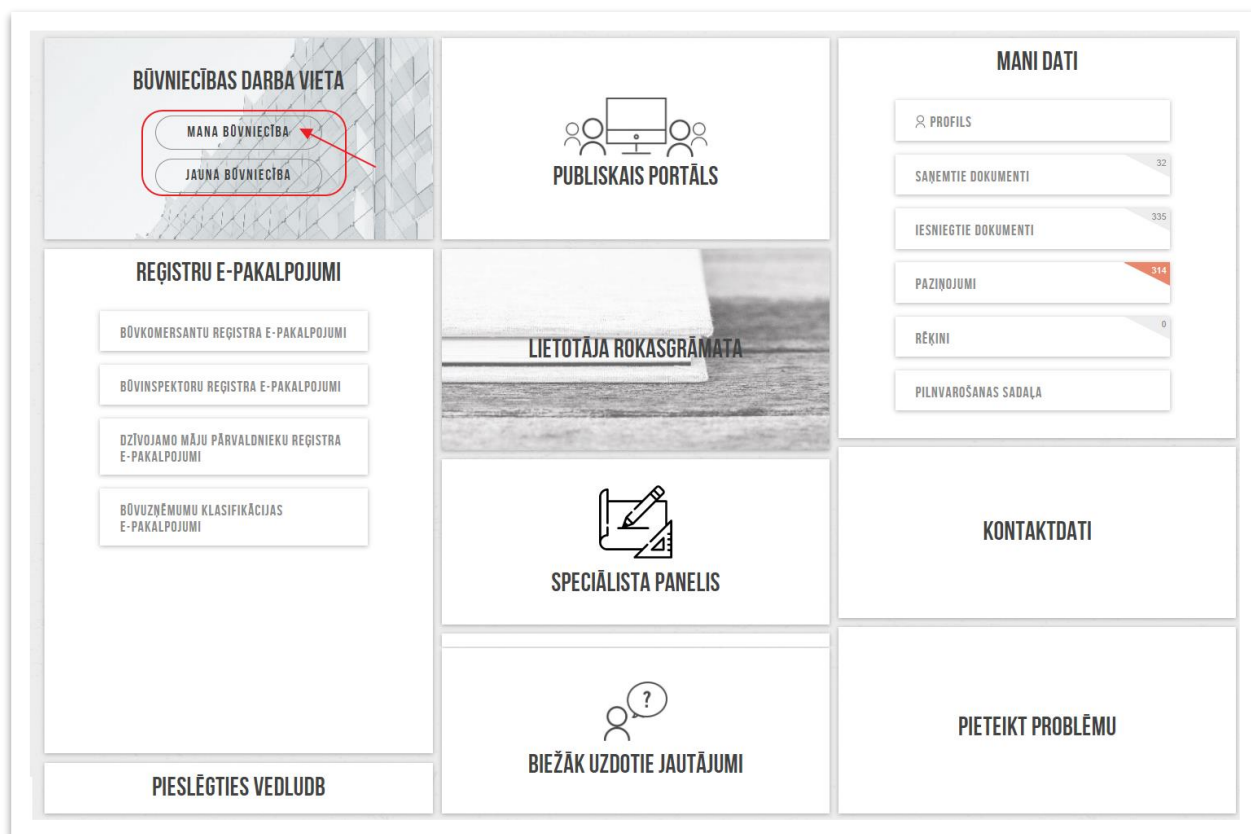 BŪVNIECĪBAS DARBA VIETA
MANA BŪVNIECĪBA
JAUNA BŪVNIECĪBA
REĢISTRU E-PAKALPOJUMI
BŪVKOMERSANTU REĢISTRA E-PAKALPOJUMI
BŪVINSPEKTORU REĢISTRA E-PAKALPOJUMI
DZĪVOJAMO MĀJU PĀRVALDNIEKU REĢISTRA
E-PAKALPOJUMI
BŪVUZŅĒMUMU KLASIFIKĀCIJAS
E-PAKALPOJUMI
PIESLĒGTIES VEDLUDB
PUBLISKAIS PORTĀLS
LIETOTĀJA ROKASGRĀMATA
SPECIĀLISTA PANELIS
?
BIEŽĀK UZDOTIE JAUTĀJUMI
MANI DATI
PROFILS
SAŅEMTIE DOKUMENTI 32
IESNIEGTIE DOKUMENTI 335
PAZIŅOJUMI 314
RĒĶINI 0
PILNVAROŠANAS SADAĻA
KONTAKTDATI
PIETEIKT PROBLĒMU